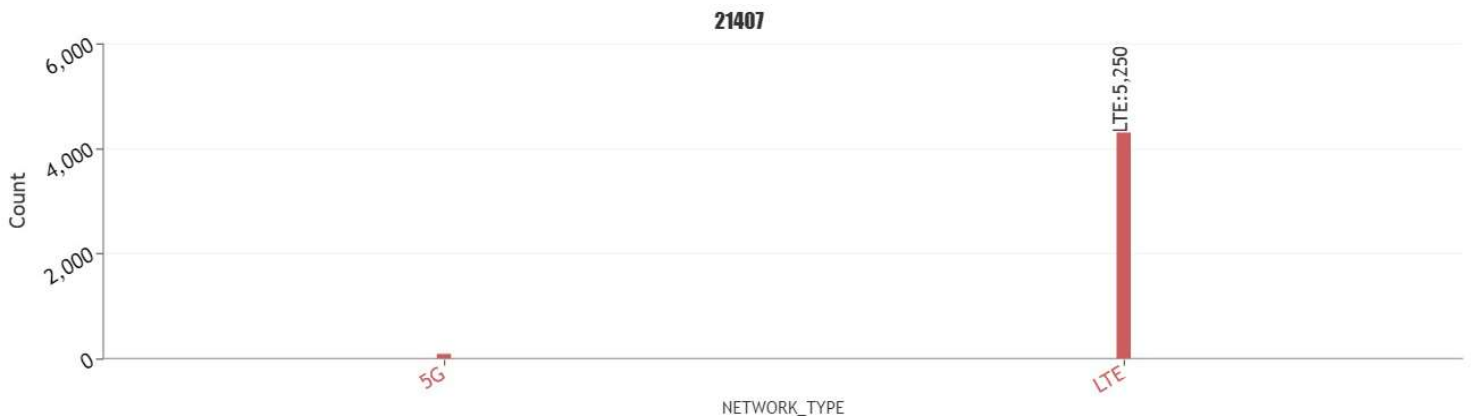 21407
6,000
4,000
2,000
0
Count
LTE:5,250
5G
LTE
NETWORK_TYPE